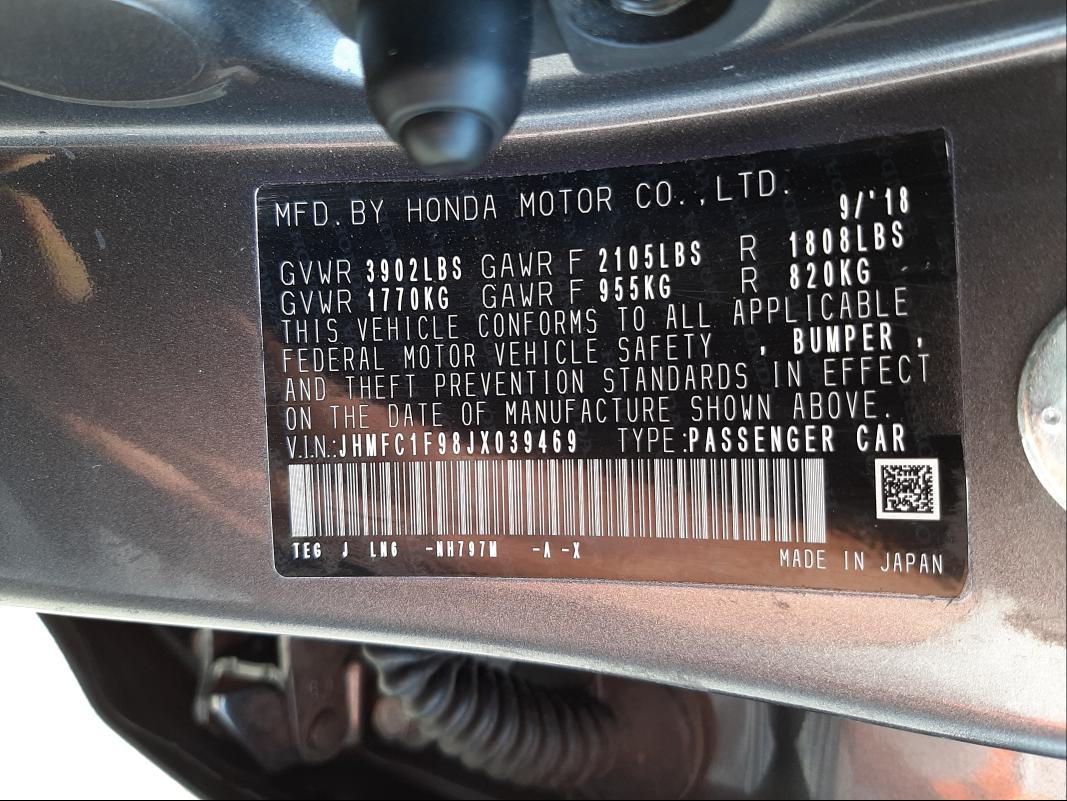 MFD. BY HONDA MOTOR CO.,LTD. 9/'18
GVWR 3902LBS GAWR F 2105LBS R 1808LBS
GVWR 1770KG GAWR F 955KG R 820KG
THIS VEHICLE CONFORMS TO ALL APPLICABLE
FEDERAL MOTOR VEHICLE SAFETY , BUMPER ,
AND THEFT PREVENTION STANDARDS IN EFFECT
ON THE DATE OF MANUFACTURE SHOWN ABOVE.
V.I.N.:JHMFC1F98JX039469 TYPE:PASSENGER CAR
TEG J LN6 -NH797M -A -X MADE IN JAPAN